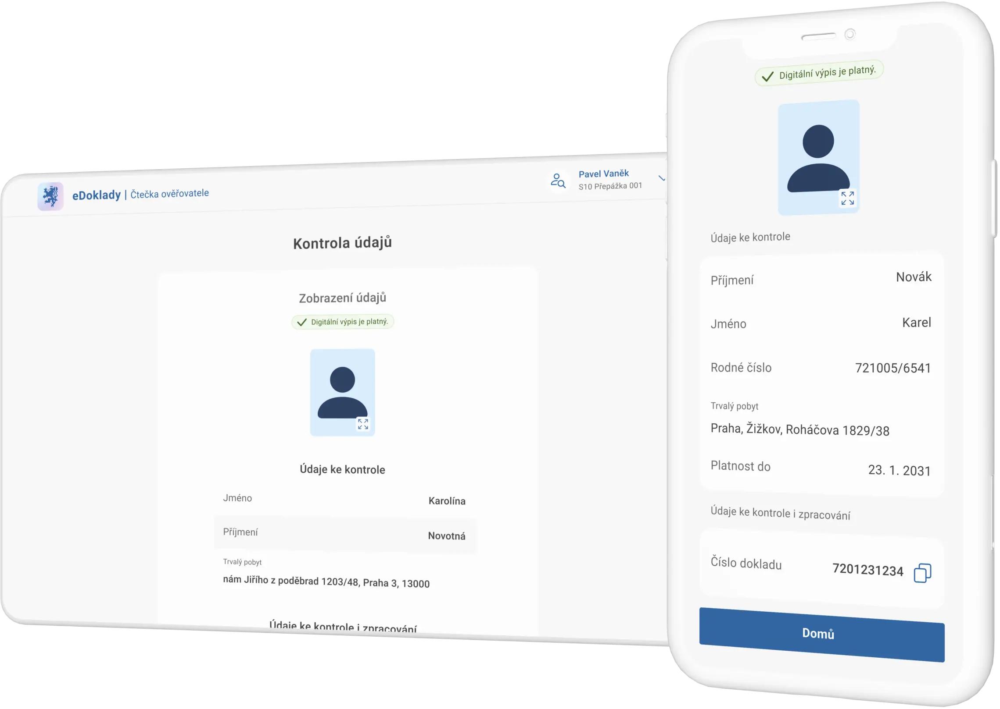 eDoklady | Čtečka ověřovatele
Pavel Vaněk
S10 Přepážka 001
Kontrola údajů
Zobrazení údajů
Digitální výpis je platný.
Údaje ke kontrole
Jméno Karolína
Příjmení Novotná
Trvalý pobyt
nám Jiřího z poděbrad 1203/48, Praha 3, 13000
Údaje ke kontrole i zpracování
Digitální výpis je platný.
Údaje ke kontrole
Příjmení Novák
Jméno Karel
Rodné číslo 721005/6541
Trvalý pobyt
Praha, Žižkov, Roháčova 1829/38
Platnost do 23. 1. 2031
Údaje ke kontrole i zpracování
Číslo dokladu 7201231234
Domů